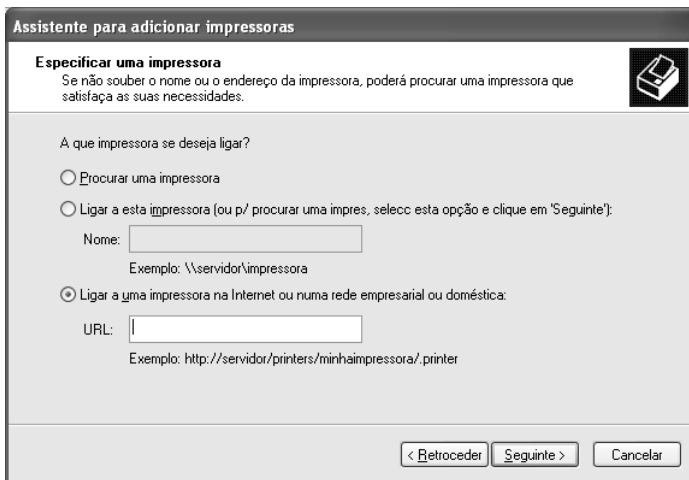 Assistente para adicionar impressoras
Especificar uma impressora
Se não souber o nome ou o endereço da impressora, poderá procurar uma impressora que
satisfaça as suas necessidades.
A que impressora se deseja ligar?
Procurar uma impressora
Ligar a esta impressora (ou p/ procurar uma impres, selecc esta opção e clique em 'Seguinte'):
Nome:
Exemplo: \\servidor\impressora
Ligar a uma impressora na Internet ou numa rede empresarial ou doméstica:
URL:
Exemplo: http://servidor/printers/minhaimpressora/.printer
< Retroceder Seguinte > Cancelar